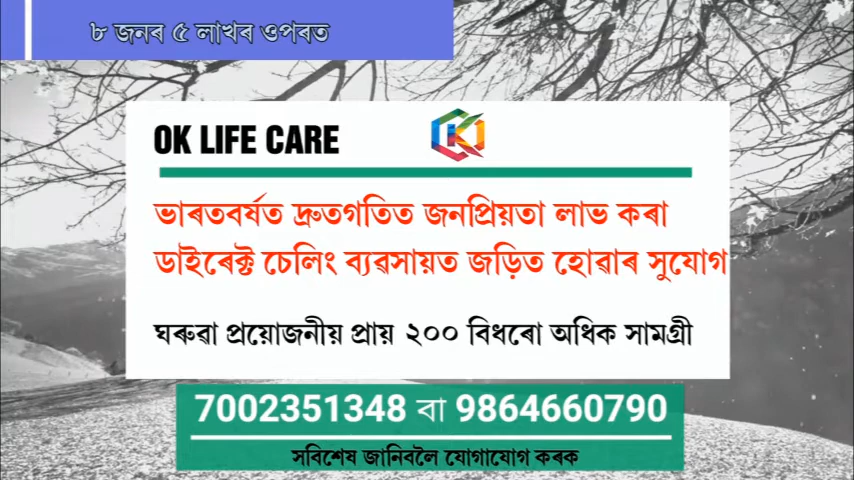 ৮ জনৰ ৫ লাখৰ ওপৰত
OK LIFE CARE
ভাৰতবৰ্ষত দ্ৰুতগতিত জনপ্ৰিয়তা লাভ কৰা
ডাইৰেক্ট চেলিং ব্যৱসায়ত জড়িত হোৱাৰ সুযোগ
ঘৰুৱা প্ৰয়োজনীয় প্ৰায় ২০০ বিধৰো অধিক সামগ্ৰী
7002351348 বা 9864660790
সবিশেষ জানিবলৈ যোগাযোগ কৰক